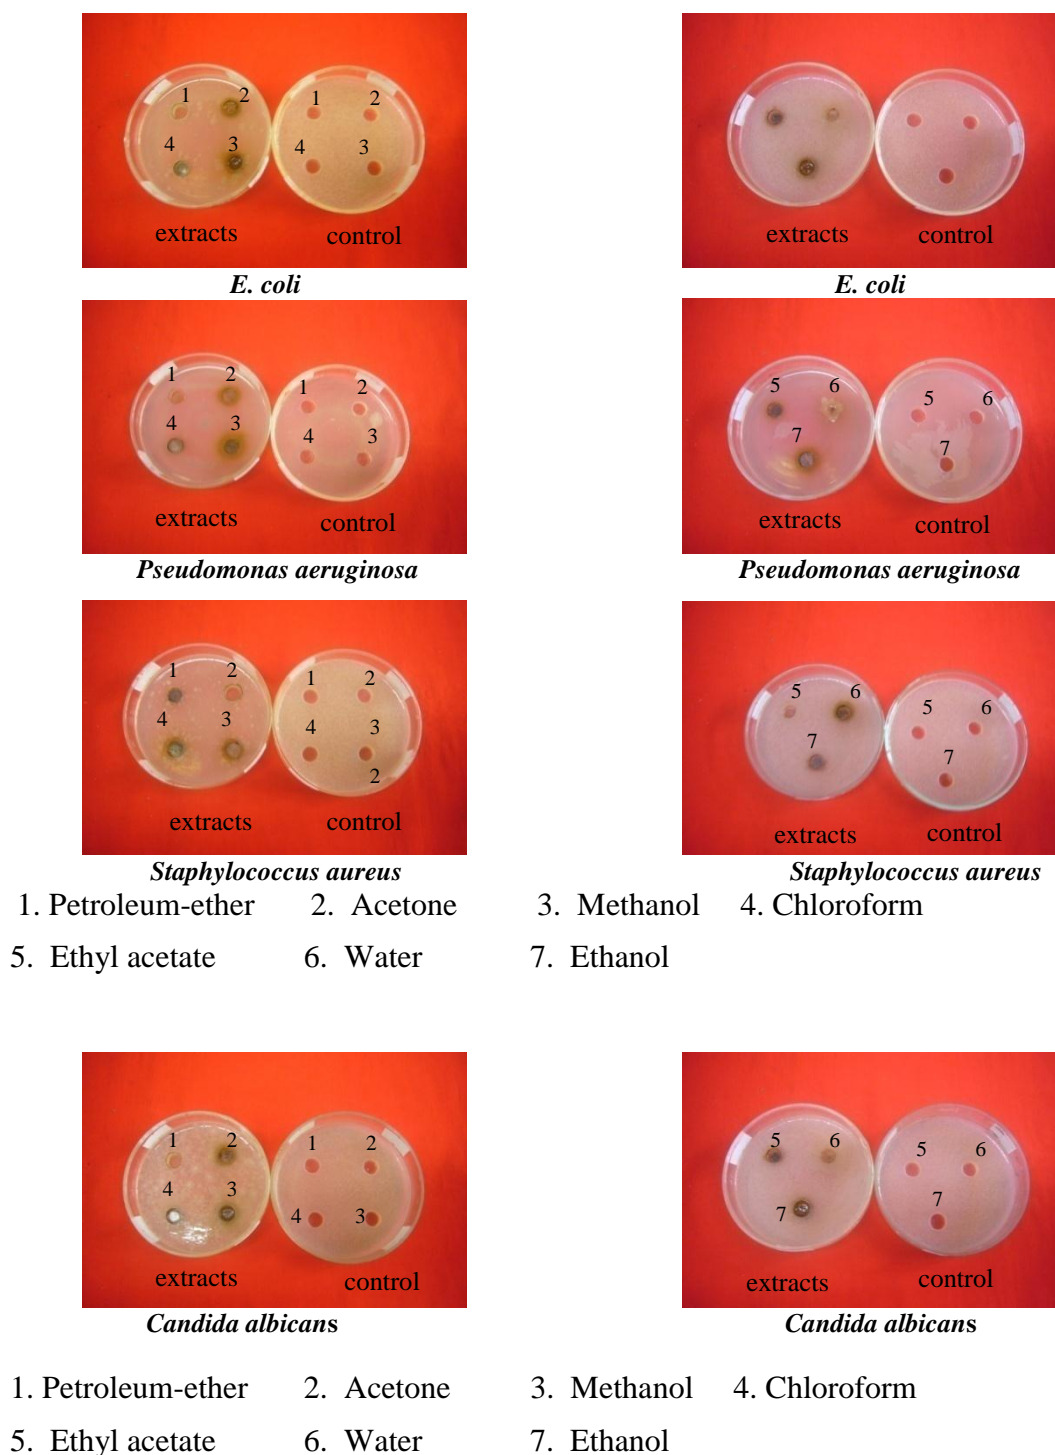 1 2 1 2
4 3 4 3
extracts control
E. coli
extracts control
E. coli
1 2 1 2
4 3 4 3
extracts control
Pseudomonas aeruginosa
5 6 5 6
7 7
extracts control
Pseudomonas aeruginosa
1 2 1 2
4 3 4 3
2
extracts control
Staphylococcus aureus
5 6 5 6
7 7
extracts control
Staphylococcus aureus
1. Petroleum-ether 2. Acetone 3. Methanol 4. Chloroform
5. Ethyl acetate 6. Water 7. Ethanol
1 2 1 2
4 3 4 3
extracts control
Candida albicans
5 6 5 6
7 7
extracts control
Candida albicans
1. Petroleum-ether 2. Acetone 3. Methanol 4. Chloroform
5. Ethyl acetate 6. Water 7. Ethanol